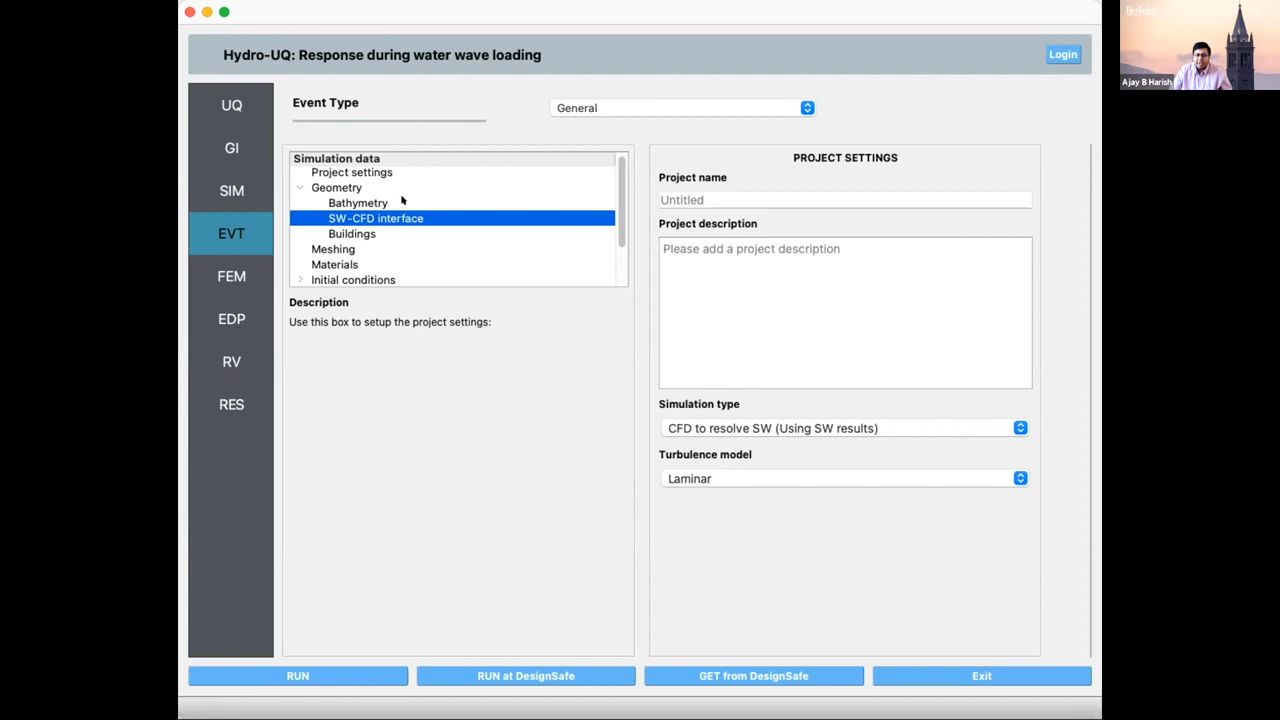 Hydro-UQ: Response during water wave loading
Login
UQ
GI
SIM
EVT
FEM
EDP
RV
RES
Event Type
General
Simulation data
Project settings
Geometry
Bathymetry
SW-CFD interface
Buildings
Meshing
Materials
Initial conditions
Description
Use this box to setup the project settings:
PROJECT SETTINGS
Project name
Untitled
Project description
Please add a project description
Simulation type
CFD to resolve SW (Using SW results)
Turbulence model
Laminar
RUN
RUN at DesignSafe
GET from DesignSafe
Exit
Berkeley
Ajay B Harish